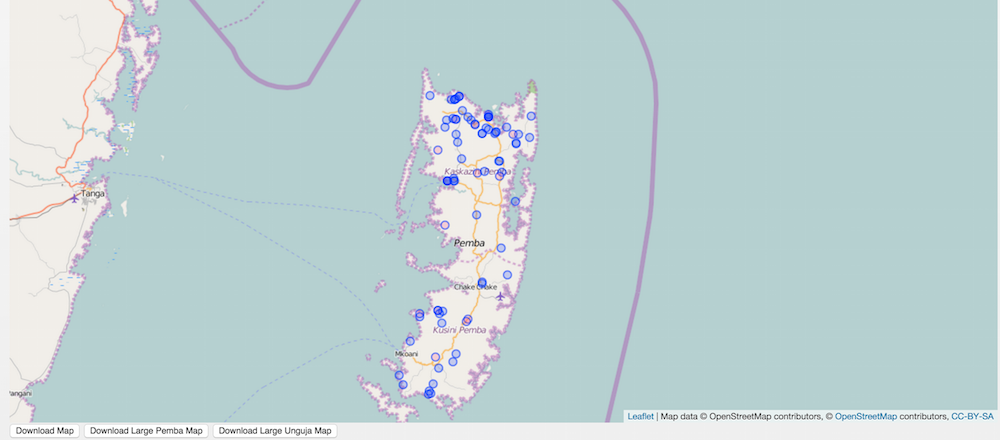 Tanga
Kaskazini Pemba
Pemba
Chake Chake
Kusini Pemba
Mkoani
Pangani
Leaflet | Map data © OpenStreetMap contributors, © OpenStreetMap contributors, CC-BY-SA
Download Map
Download Large Pemba Map
Download Large Unguja Map